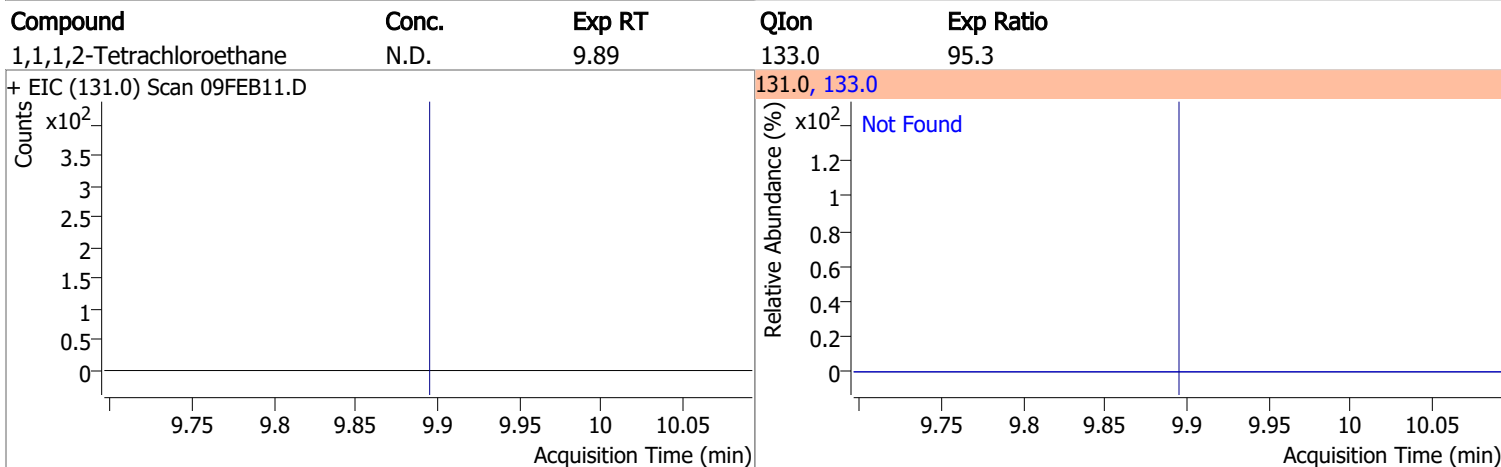 Compound Conc. Exp RT QIon Exp Ratio
1,1,1,2-Tetrachloroethane N.D. 9.89 133.0 95.3
+ EIC (131.0) Scan 09FEB11.D
Counts
x10²
3.5
3
2.5
2
1.5
1
0.5
0
9.75 9.8 9.85 9.9 9.95 10 10.05
Acquisition Time (min)
131.0, 133.0
Relative Abundance (%)
x10²
Not Found
1.2
1
0.8
0.6
0.4
0.2
0
9.75 9.8 9.85 9.9 9.95 10 10.05
Acquisition Time (min)